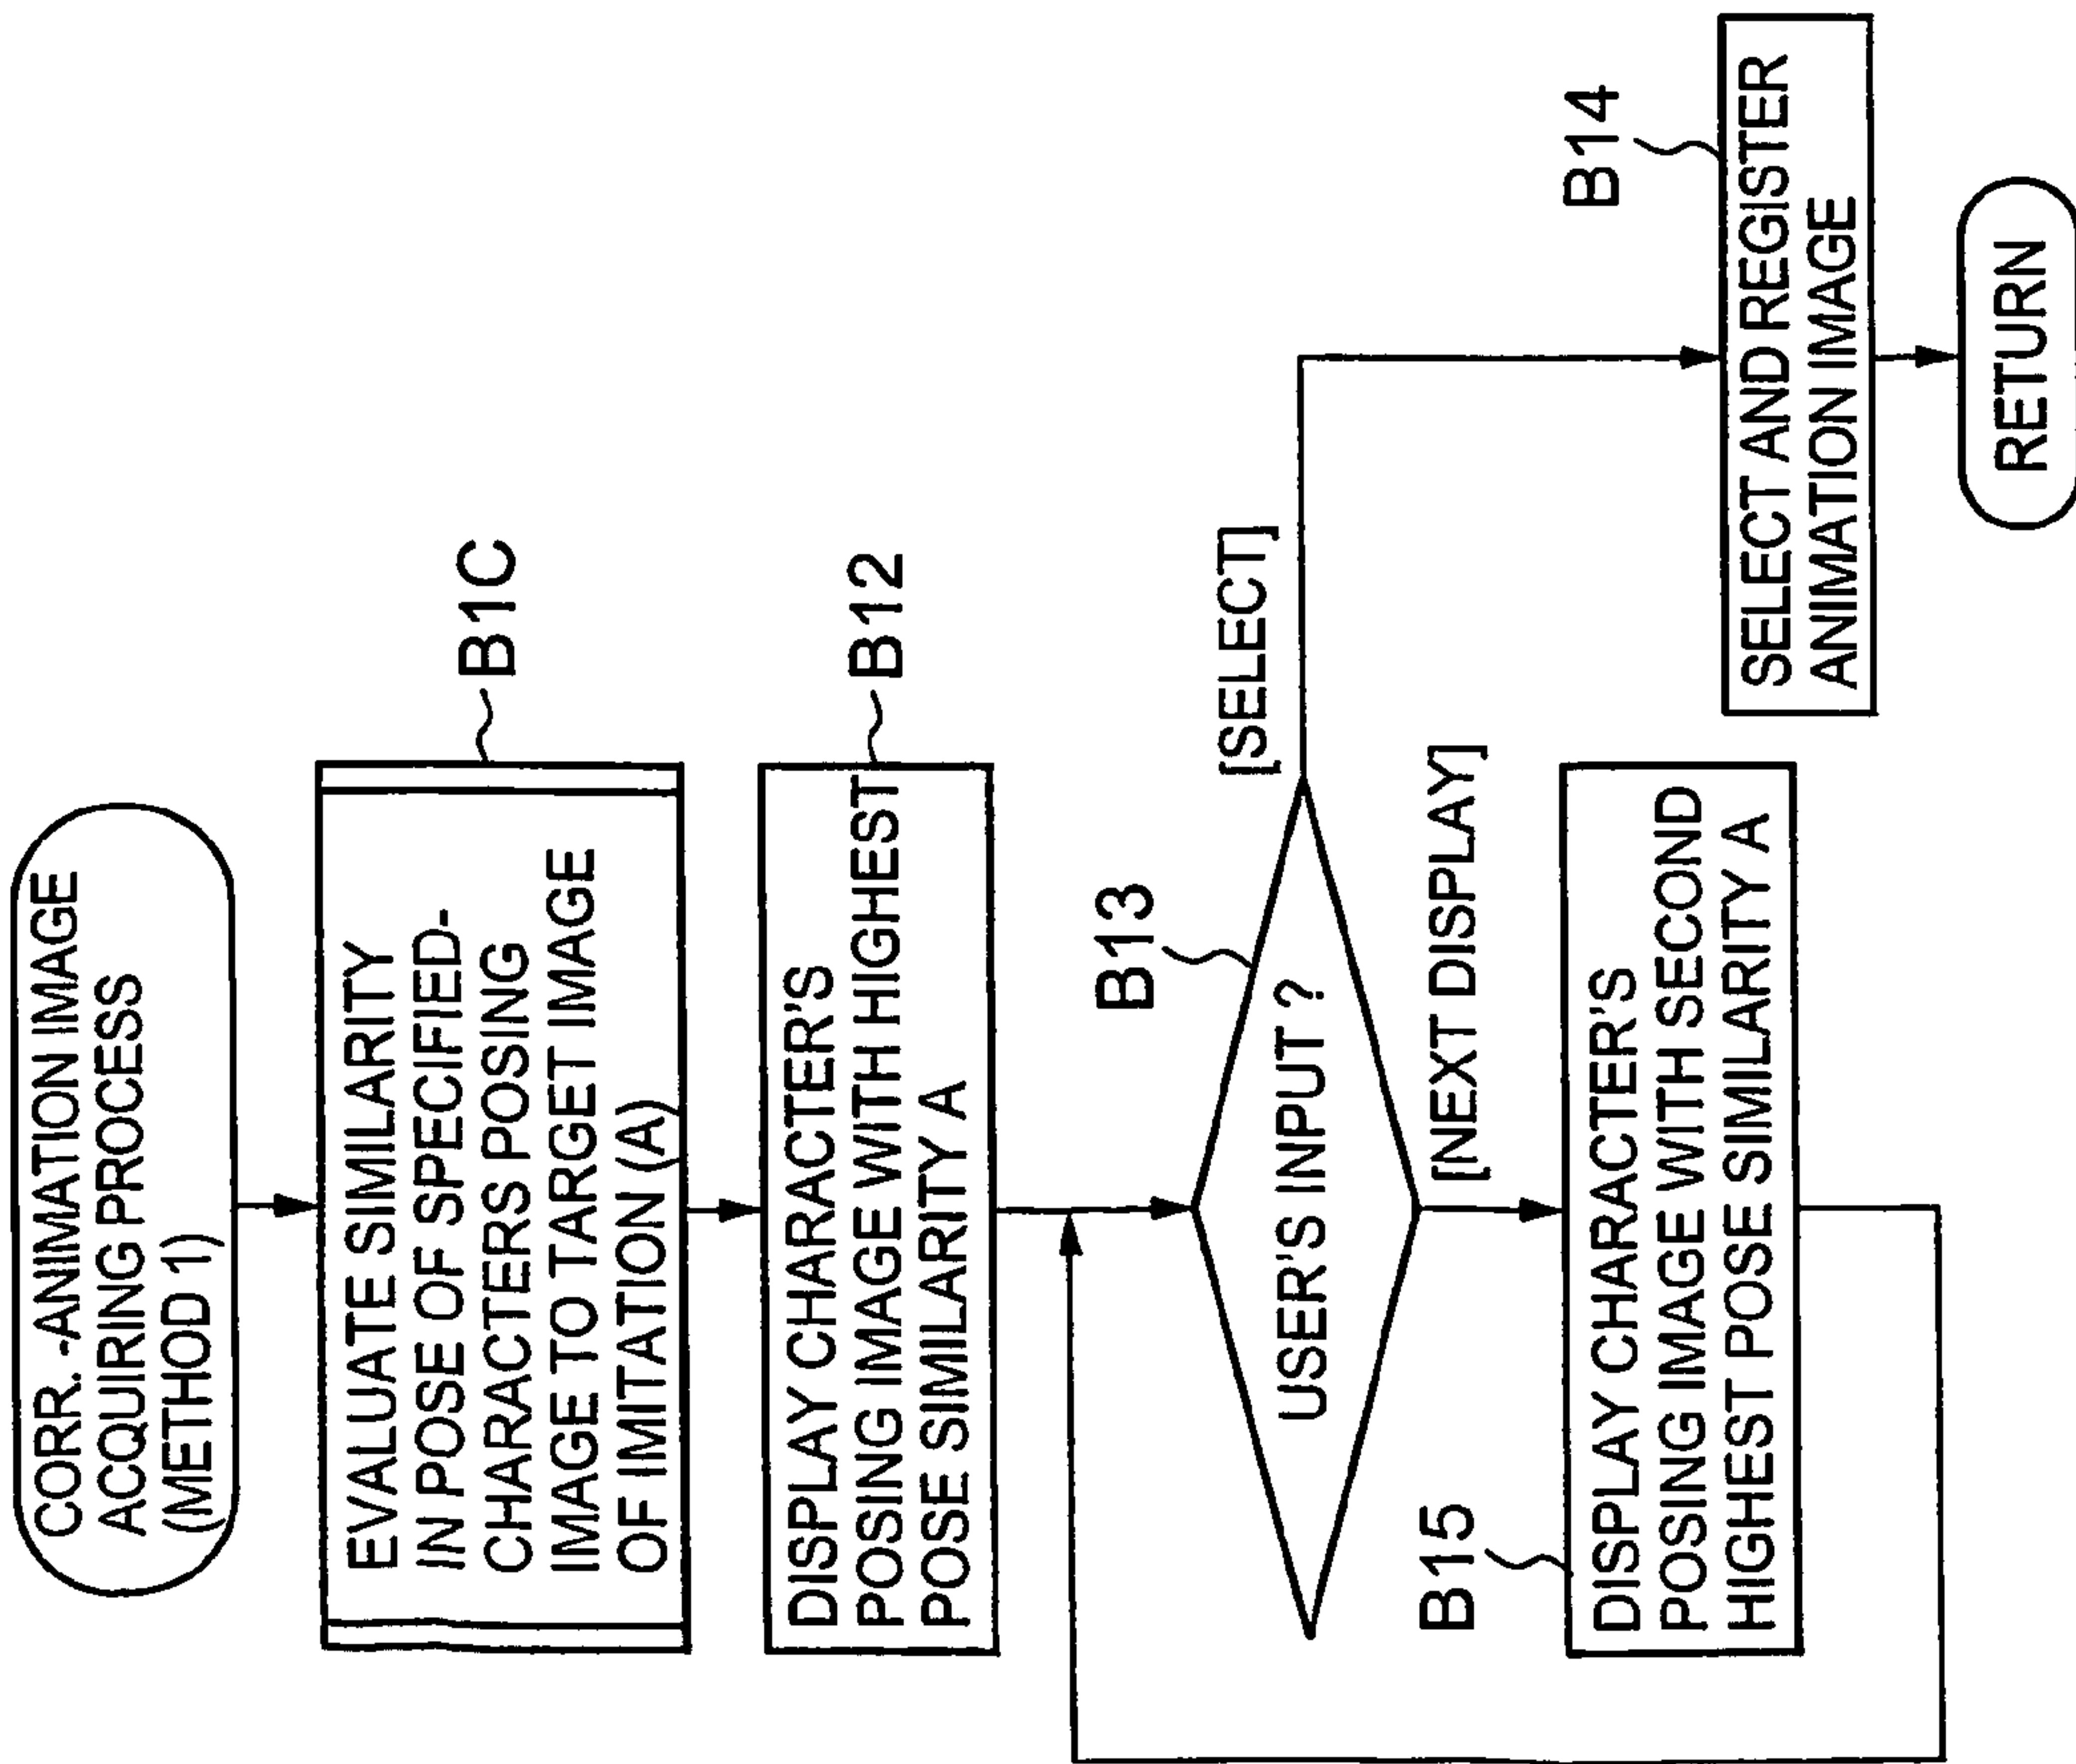 CORR. -ANIMATION IMAGE
ACQUIRING PROCESS
(METHOD 1)
EVALUATE SIMILARITY
IN POSE OF SPECIFIED-
CHARACTERS POSING
IMAGE TO TARGET IMAGE
OF IMITATION (A)
B1C
DISPLAY CHARACTER'S
POSING IMAGE WITH HIGHEST
POSE SIMILARITY A
B12
B13
USER'S INPUT ?
[SELECT]
[NEXT DISPLAY]
B15
DISPLAY CHARACTER'S
POSING IMAGE WITH SECOND
HIGHEST POSE SIMILARITY A
B14
SELECT AND REGISTER
ANIMATION IMAGE
RETURN